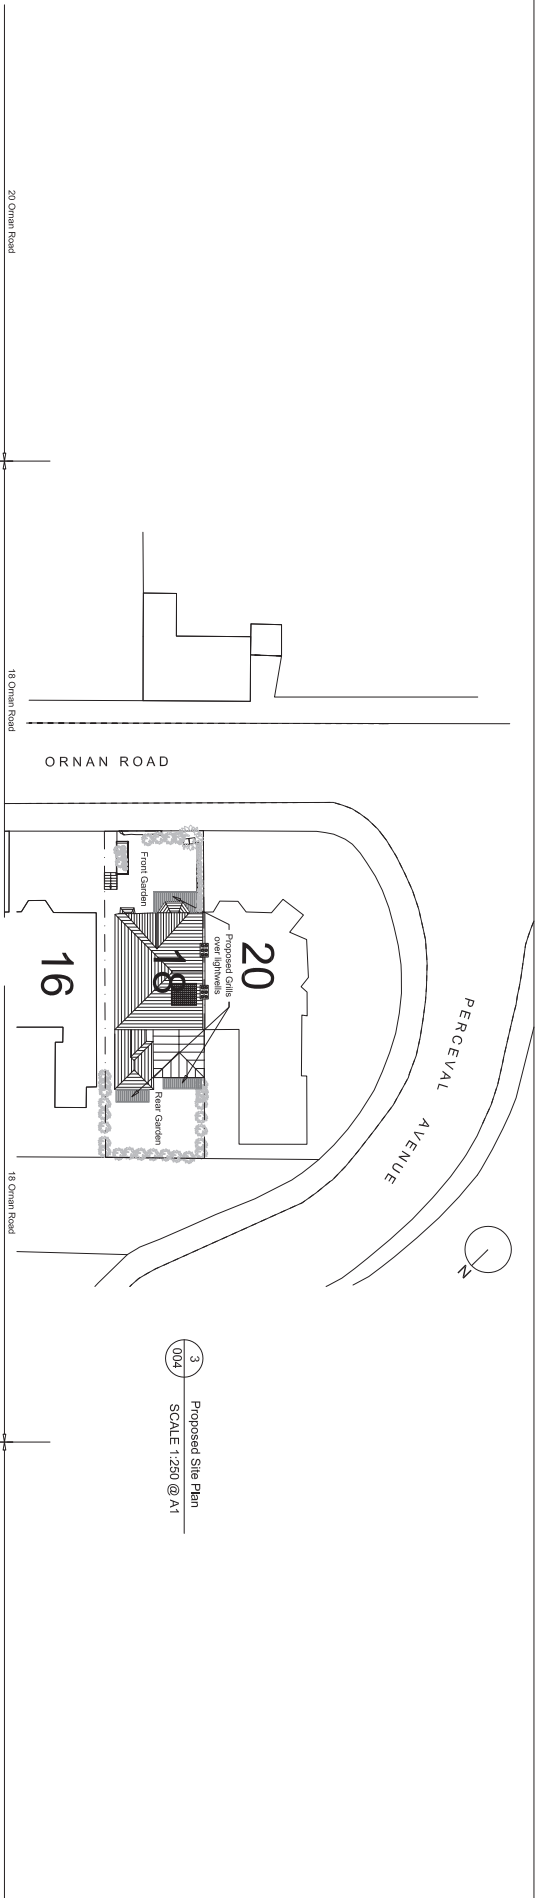 20 Ornan Road
18 Ornan Road
18 Ornan Road
ORNAN ROAD
PERCEVAL AVENUE
Front Garden
Proposed Grills
over lightwells
Rear Garden
20
18
16
N
3
004
Proposed Site Plan
SCALE 1:250 @ A1